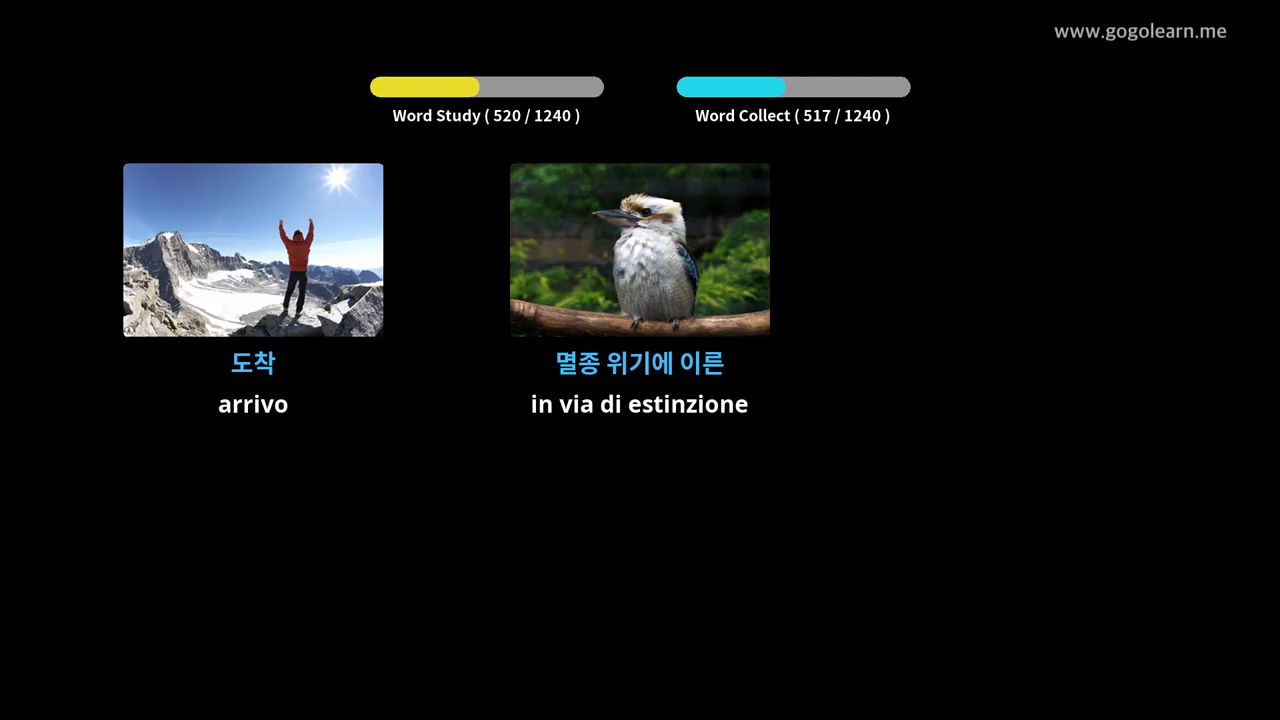 www.gogolearn.me
Word Study ( 520 / 1240 )
Word Collect ( 517 / 1240 )
도착
arrivo
멸종 위기에 이른
in via di estinzione